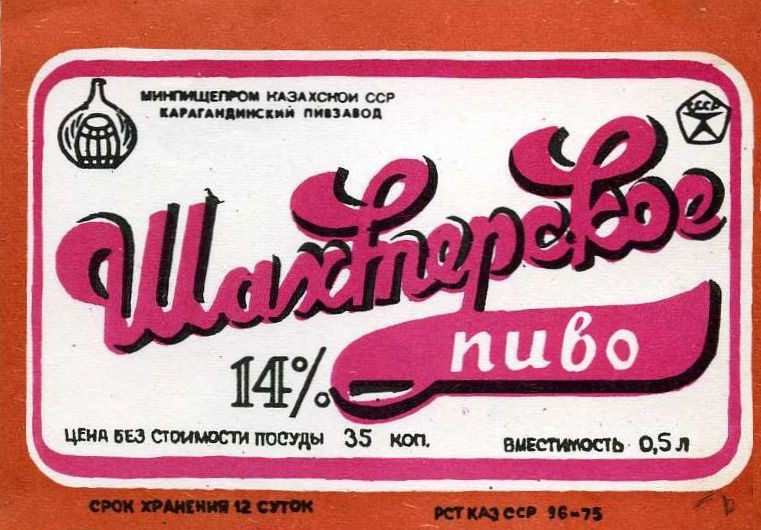 МИНПИЩЕПРОМ КАЗАХСКОЙ ССР
КАРАГАНДИНСКИЙ ПИВЗАВОД
СССР
Шахтерское
пиво
14%
ЦЕНА БЕЗ СТОИМОСТИ ПОСУДЫ 35 КОП. ВМЕСТИМОСТЬ 0,5 Л
СРОК ХРАНЕНИЯ 12 СУТОК РСТ КАЗ ССР 96-75